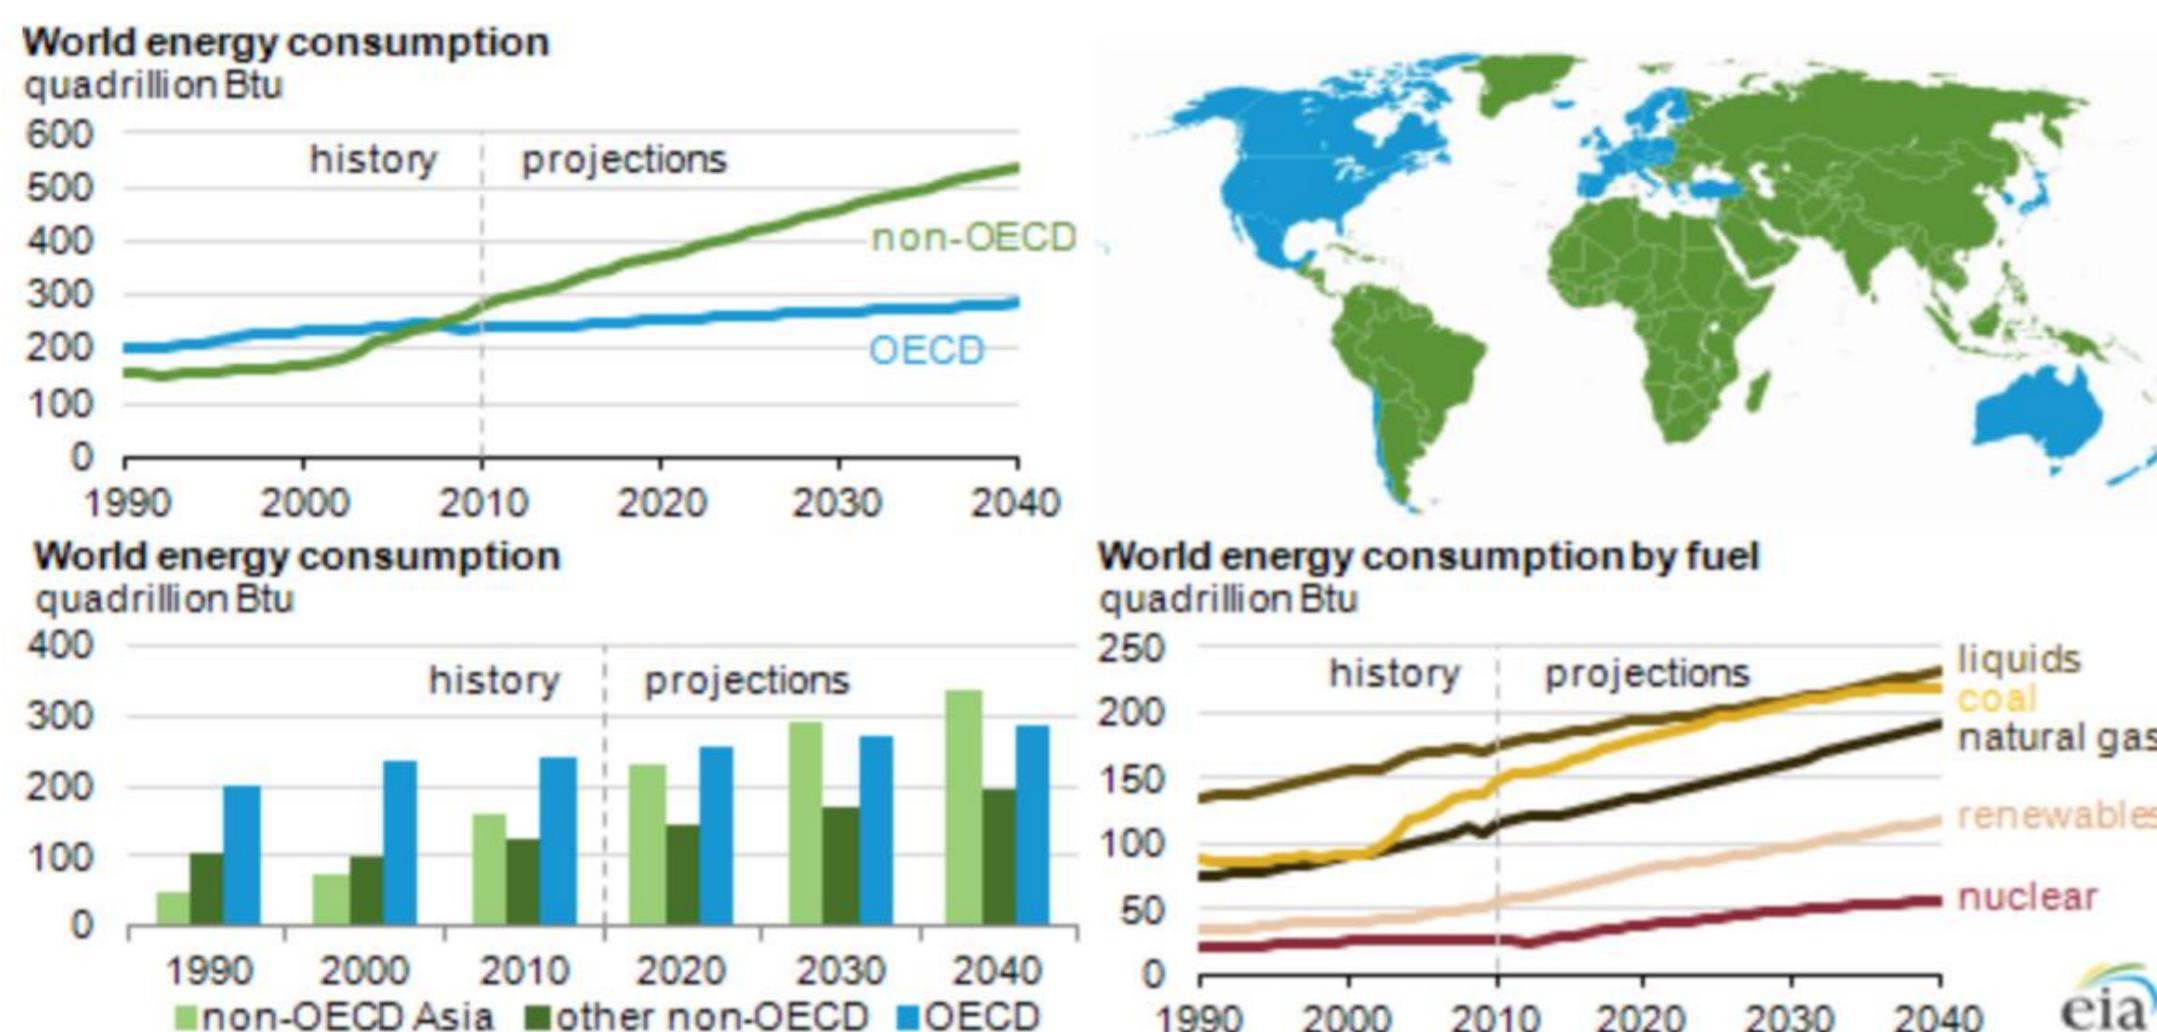 World energy consumption
quadrillion Btu
600
500
400
300
200
100
0
history
projections
non-OECD
OECD
1990 2000 2010 2020 2030 2040
World energy consumption
quadrillion Btu
400
300
200
100
0
history
projections
1990 2000 2010 2020 2030 2040
non-OECD Asia other non-OECD OECD
World energy consumption by fuel
quadrillion Btu
250
200
150
100
50
0
history
projections
liquids
coal
natural gas
renewables
nuclear
1990 2000 2010 2020 2030 2040
eia